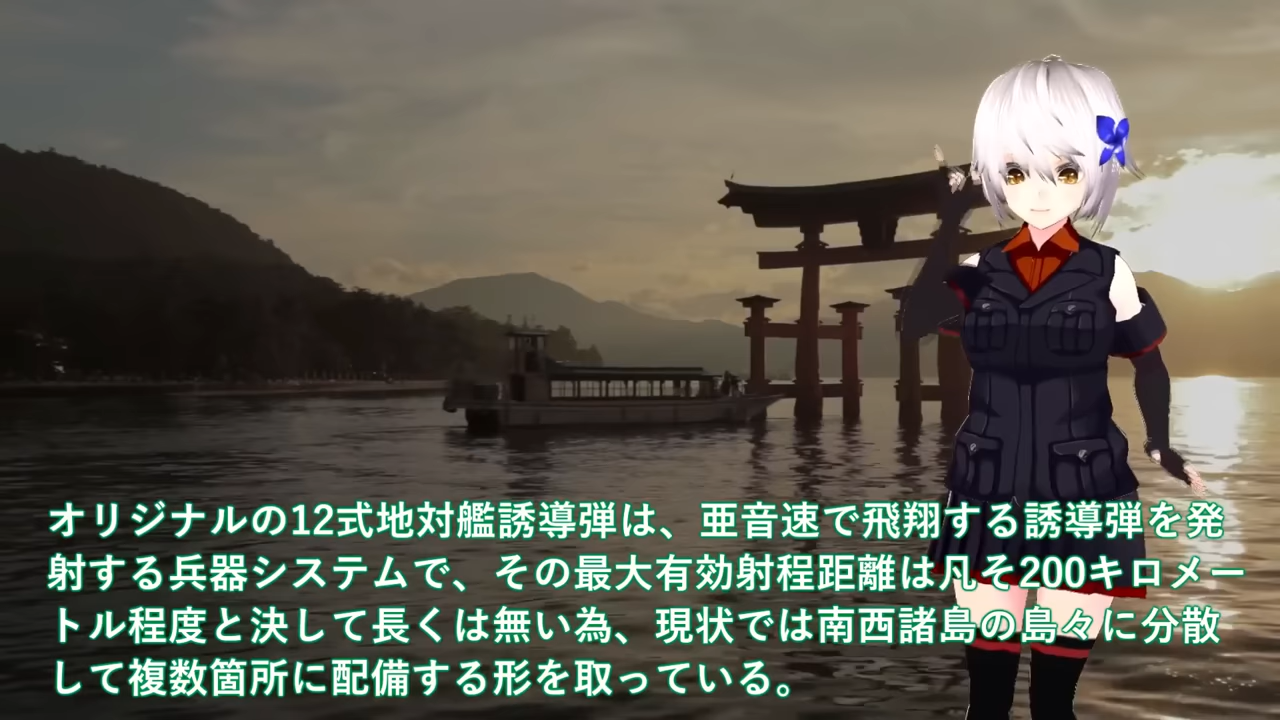 オリジナルの12式地対艦誘導弾は、亜音速で飛翔する誘導弾を発
射する兵器システムで、その最大有効射程距離は凡そ200キロメー
トル程度と決して長くは無い為、現状では南西諸島の島々に分散
して複数箇所に配備する形を取っている。